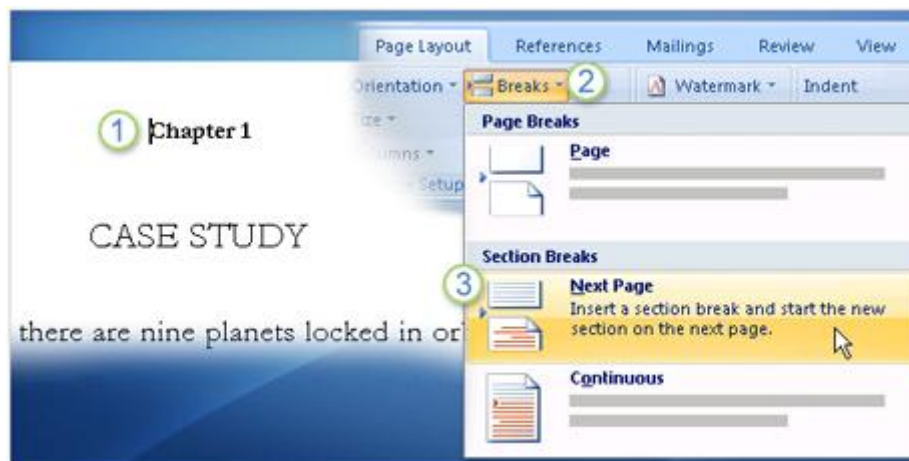 Page Layout References Mailings Review View
Orientation Breaks 2 Watermark Indent
1 Chapter 1
Page Breaks
Page
Setup
CASE STUDY
Section Breaks
3 Next Page
Insert a section break and start the new
section on the next page.
there are nine planets locked in or
Continuous